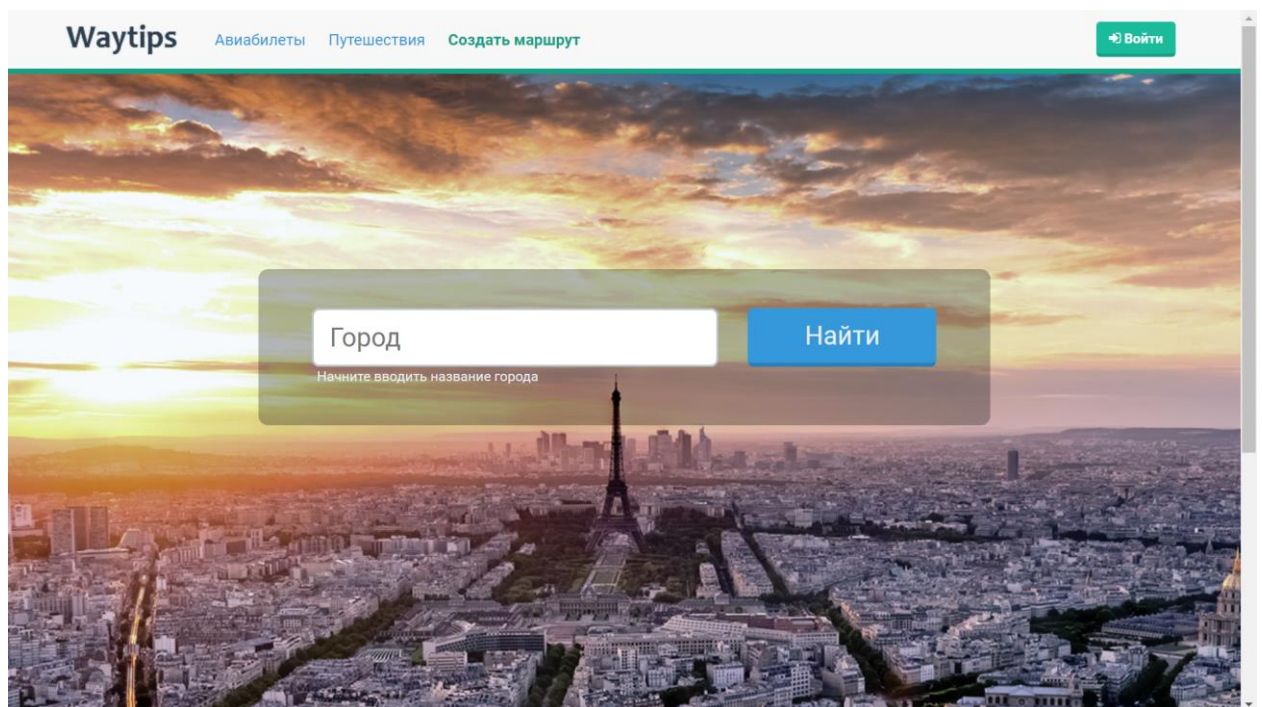 Waytips Авиабилеты Путешествия Создать маршрут Войти
Город Найти
Начните вводить название города